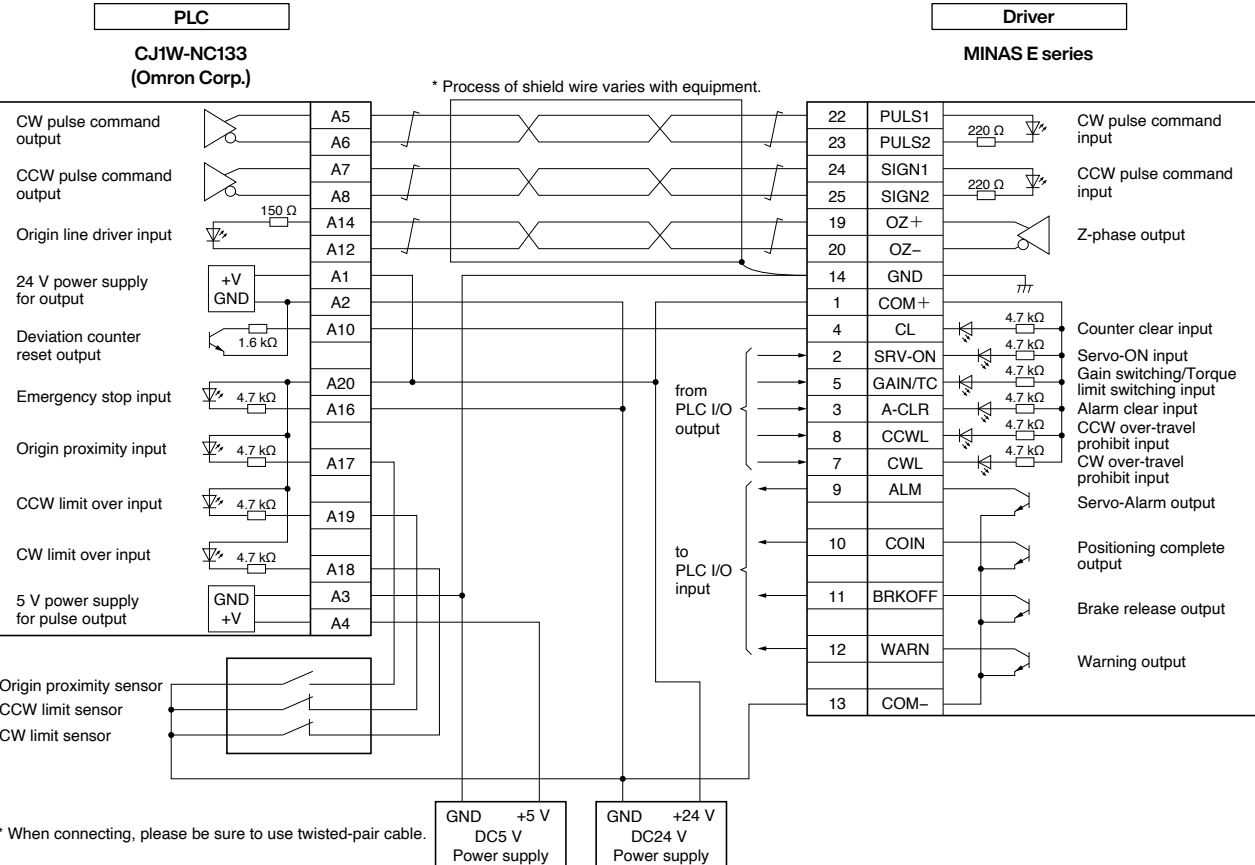 PLC
CJ1W-NC133
(Omron Corp.)
Driver
MINAS E series
* Process of shield wire varies with equipment.
CW pulse command
output
A5
A6
CCW pulse command
output
A7
A8
Origin line driver input
150 Ω
A14
A12
24 V power supply
for output
+V
GND
A1
A2
Deviation counter
reset output
1.6 kΩ
A10
Emergency stop input
4.7 kΩ
A20
A16
Origin proximity input
4.7 kΩ
A17
CCW limit over input
4.7 kΩ
A19
CW limit over input
4.7 kΩ
A18
5 V power supply
for pulse output
GND
+V
A3
A4
Origin proximity sensor
CCW limit sensor
CW limit sensor
from
PLC I/O
output
to
PLC I/O
input
22 PULS1
23 PULS2
220 Ω
CW pulse command
input
24 SIGN1
25 SIGN2
220 Ω
CCW pulse command
input
19 OZ+
20 OZ−
Z-phase output
14 GND
1 COM+
4 CL 4.7 kΩ Counter clear input
2 SRV-ON 4.7 kΩ Servo-ON input
5 GAIN/TC 4.7 kΩ Gain switching/Torque
limit switching input
3 A-CLR 4.7 kΩ Alarm clear input
8 CCWL 4.7 kΩ CCW over-travel
prohibit input
7 CWL 4.7 kΩ CW over-travel
prohibit input
9 ALM Servo-Alarm output
10 COIN Positioning complete
output
11 BRKOFF Brake release output
12 WARN Warning output
13 COM−
GND +5 V
DC5 V
Power supply
GND +24 V
DC24 V
Power supply
* When connecting, please be sure to use twisted-pair cable.